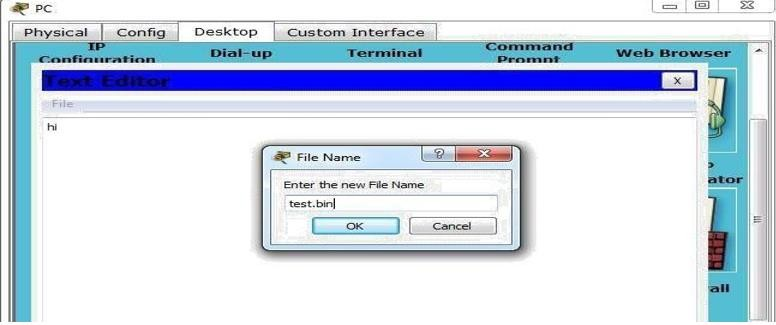 PC
Physical Config Desktop Custom Interface
IP Configuration Dial-up Terminal Command Prompt Web Browser
Text Editor X
File
hi
File Name
Enter the new File Name
test.bin
OK Cancel
ator
all